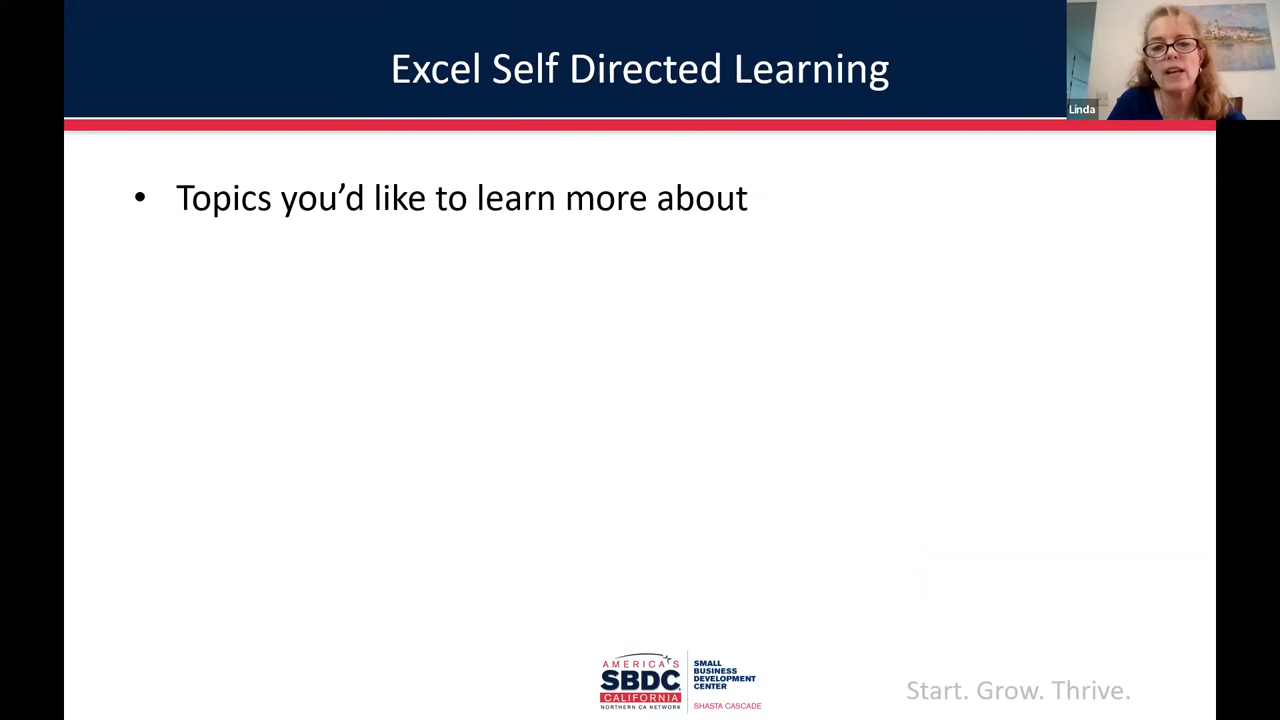 Excel Self Directed Learning
Linda
• Topics you’d like to learn more about
AMERICA'S
SBDC
CALIFORNIA
NORTHERN CA NETWORK
SMALL
BUSINESS
DEVELOPMENT
CENTER
SHASTA CASCADE
Start. Grow. Thrive.